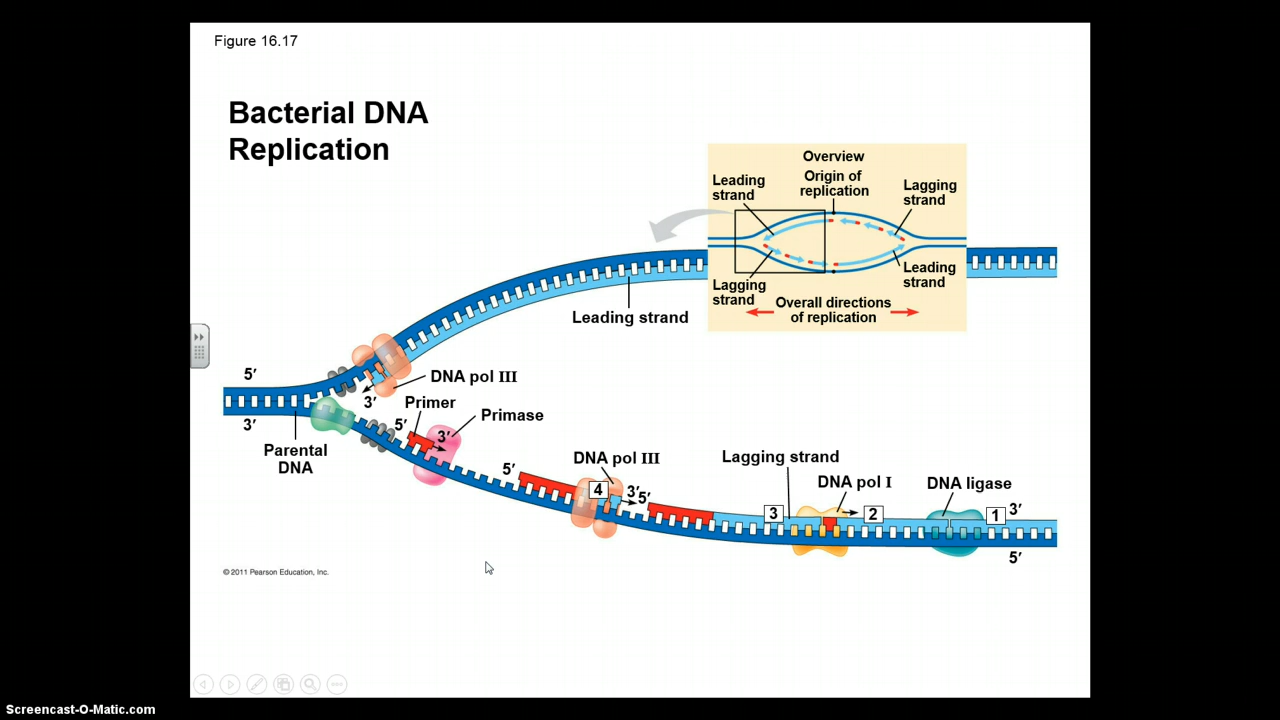 Figure 16.17
Bacterial DNA
Replication
Overview
Origin of
replication
Leading
strand
Lagging
strand
Lagging
strand
Leading
strand
Overall directions
of replication
Leading strand
5′
3′
Parental
DNA
3′
DNA pol III
Primer
5′
3′
Primase
5′
DNA pol III
4
3′
5′
Lagging strand
3
DNA pol I
2
DNA ligase
1
3′
5′
© 2011 Pearson Education, Inc.
Screencast-O-Matic.com